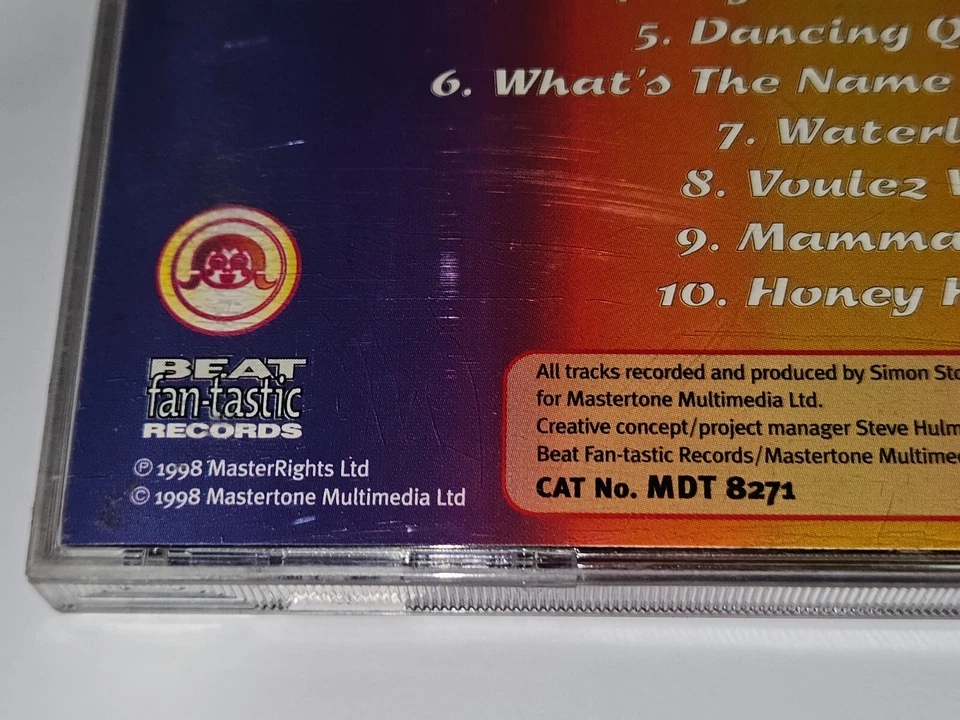 5. Dancing
6. What's The Name
7.
8. Voulez
9. Mamma
10. Honey
BEAT
fan-tastic
RECORDS
℗ 1998 MasterRights Ltd
© 1998 Mastertone Multimedia Ltd
All tracks recorded and produced by Simon
for Mastertone Multimedia Ltd.
Creative concept/project manager Steve
Beat Fan-tastic Records/Mastertone
CAT No. MDT 8271